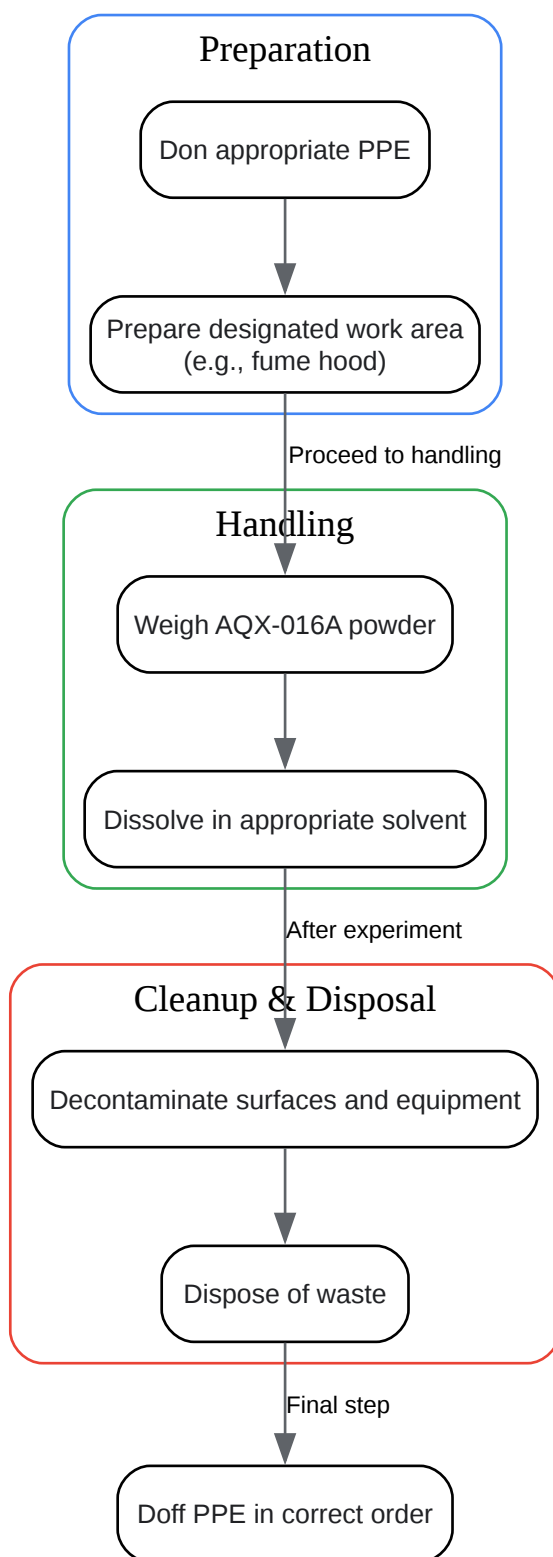 Preparation
Don appropriate PPE
Prepare designated work area
(e.g., fume hood)
Proceed to handling
Handling
Weigh AQX-016A powder
Dissolve in appropriate solvent
After experiment
Cleanup & Disposal
Decontaminate surfaces and equipment
Dispose of waste
Final step
Doff PPE in correct order